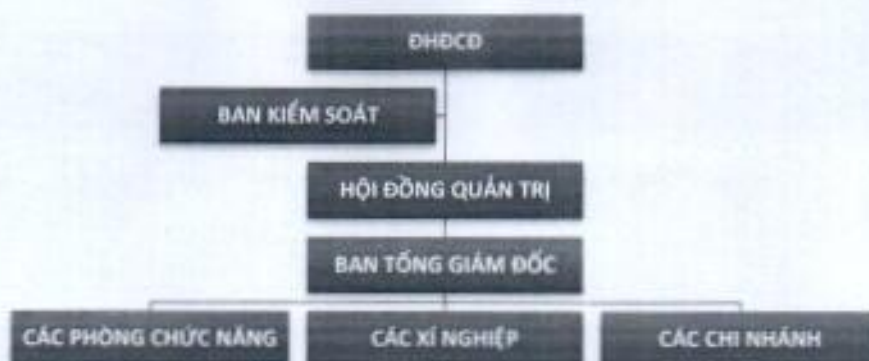 ĐHĐCĐ
BAN KIỂM SOÁT
HỘI ĐỒNG QUẢN TRỊ
BAN TỔNG GIÁM ĐỐC
CÁC PHÒNG CHỨC NĂNG
CÁC XÍ NGHIỆP
CÁC CHI NHÁNH